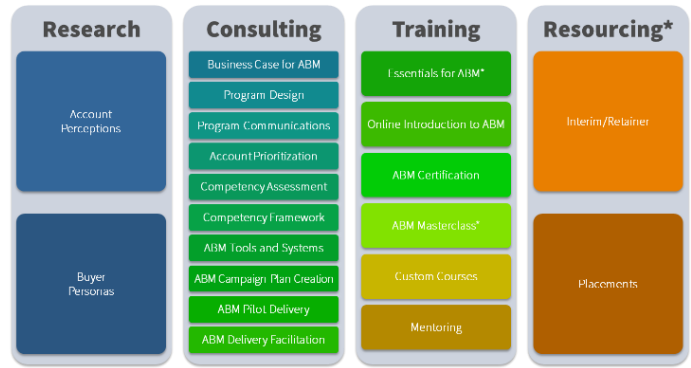 Research
Account
Perceptions
Buyer
Personas
Consulting
Business Case for ABM
Program Design
Program Communications
Account Prioritization
Competency Assessment
Competency Framework
ABM Tools and Systems
ABM Campaign Plan Creation
ABM Pilot Delivery
ABM Delivery Facilitation
Training
Essentials for ABM*
Online Introduction to ABM
ABM Certification
ABM Masterclass*
Custom Courses
Mentoring
Resourcing*
Interim/Retainer
Placements